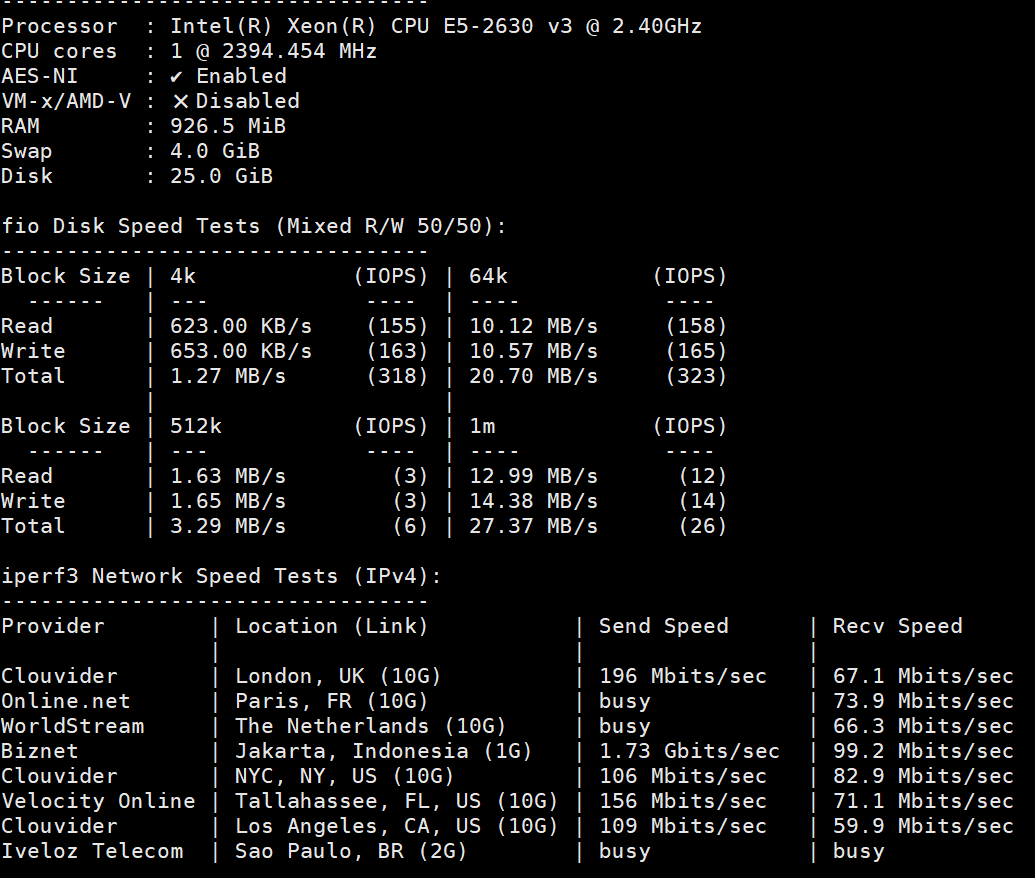 ---------------------------------
Processor  : Intel(R) Xeon(R) CPU E5-2630 v3 @ 2.40GHz
CPU cores  : 1 @ 2394.454 MHz
AES-NI     : ✔ Enabled
VM-x/AMD-V : ❌ Disabled
RAM        : 926.5 MiB
Swap       : 4.0 GiB
Disk       : 25.0 GiB

fio Disk Speed Tests (Mixed R/W 50/50):
---------------------------------
Block Size | 4k            (IOPS) | 64k           (IOPS)
  ------   | ---            ----  | ----           ---- 
Read       | 623.00 KB/s    (155) | 10.12 MB/s     (158)
Write      | 653.00 KB/s    (163) | 10.57 MB/s     (165)
Total      | 1.27 MB/s      (318) | 20.70 MB/s     (323)
           |                      |
Block Size | 512k          (IOPS) | 1m            (IOPS)
  ------   | ---            ----  | ----           ---- 
Read       | 1.63 MB/s        (3) | 12.99 MB/s      (12)
Write      | 1.65 MB/s        (3) | 14.38 MB/s      (14)
Total      | 3.29 MB/s        (6) | 27.37 MB/s      (26)

iperf3 Network Speed Tests (IPv4):
---------------------------------
Provider        | Location (Link)           | Send Speed      | Recv Speed
                |                           |                 |
Clouvider       | London, UK (10G)          | 196 Mbits/sec   | 67.1 Mbits/sec
Online.net      | Paris, FR (10G)           | busy            | 73.9 Mbits/sec
WorldStream     | The Netherlands (10G)     | busy            | 66.3 Mbits/sec
Biznet          | Jakarta, Indonesia (1G)   | 1.73 Gbits/sec  | 99.2 Mbits/sec
Clouvider       | NYC, NY, US (10G)         | 106 Mbits/sec   | 82.9 Mbits/sec
Velocity Online | Tallahassee, FL, US (10G) | 156 Mbits/sec   | 71.1 Mbits/sec
Clouvider       | Los Angeles, CA, US (10G) | 109 Mbits/sec   | 59.9 Mbits/sec
Iveloz Telecom  | Sao Paulo, BR (2G)        | busy            | busy